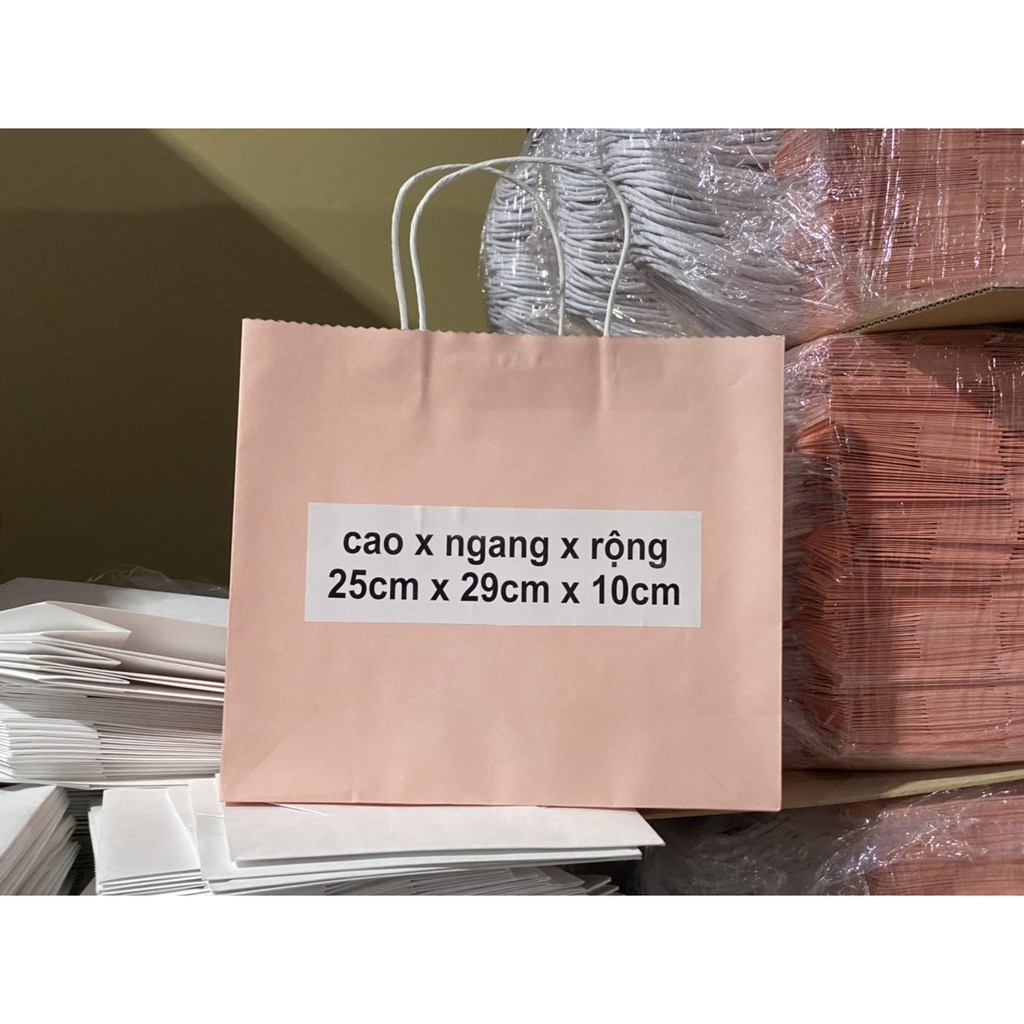 cao x ngang x rộng
25cm x 29cm x 10cm